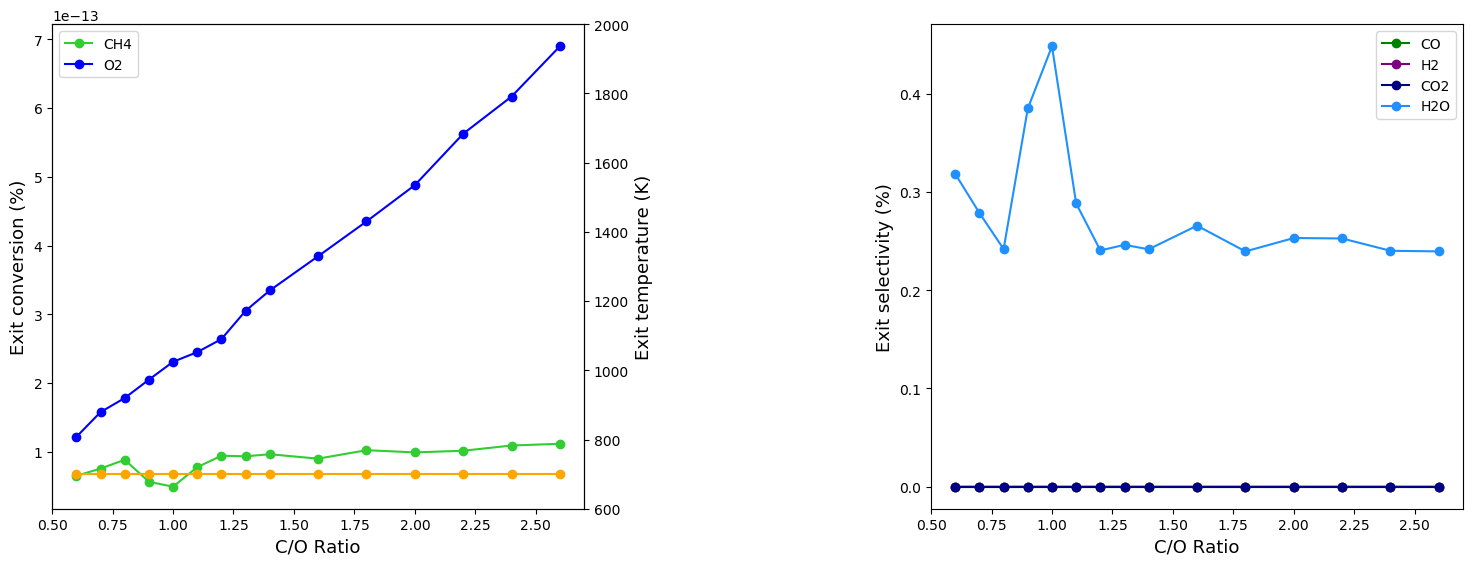 1e−13
7
6
5
4
3
2
1
Exit conversion (%)
CH4
O2
0.50 0.75 1.00 1.25 1.50 1.75 2.00 2.25 2.50
C/O Ratio
2000
1800
1600
1400
1200
1000
800
600
Exit temperature (K)
0.4
0.3
0.2
0.1
0.0
Exit selectivity (%)
CO
H2
CO2
H2O
0.50 0.75 1.00 1.25 1.50 1.75 2.00 2.25 2.50
C/O Ratio